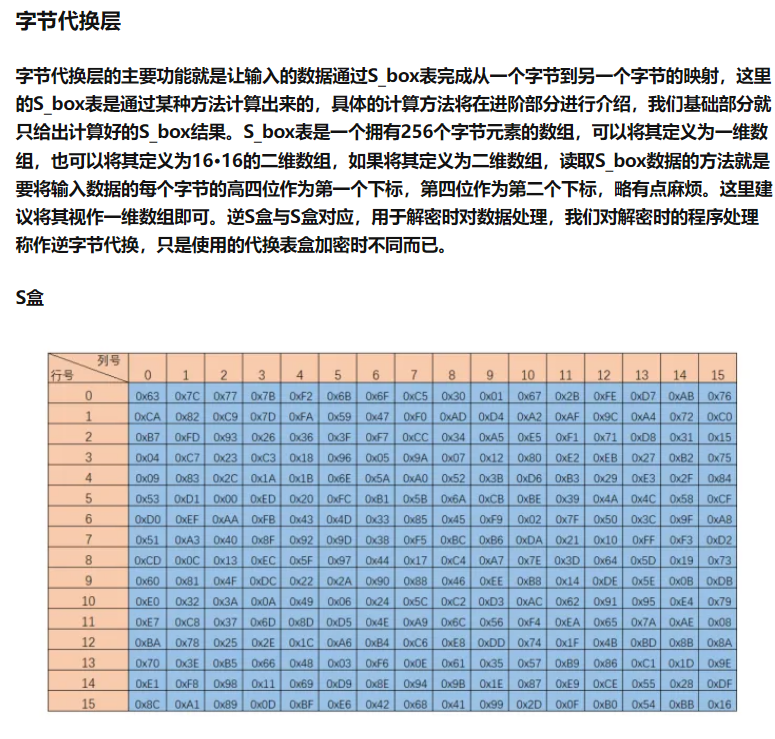 字节代换层
字节代换层的主要功能就是让输入的数据通过S_box表完成从一个字节到另一个字节的映射，这里
的S_box表是通过某种方法计算出来的，具体的计算方法将在进阶部分进行介绍，我们基础部分就
只给出计算好的S_box结果。S_box表是一个拥有256个字节元素的数组，可以将其定义为一维数
组，也可以将其定义为16·16的二维数组，如果将其定义为二维数组，读取S_box数据的方法就是
要将输入数据的每个字节的高四位作为第一个下标，第四位作为第二个下标，略有点麻烦。这里建
议将其视作一维数组即可。逆S盒与S盒对应，用于解密时对数据处理，我们对解密时的程序处理
称作逆字节代换，只是使用的代换表盒加密时不同而已。
S盒
列号
行号 0 1 2 3 4 5 6 7 8 9 10 11 12 13 14 15
0 0x63 0x7C 0x77 0x7B 0xF2 0x6B 0x6F 0xC5 0x30 0x01 0x67 0x2B 0xFE 0xD7 0xAB 0x76
1 0xCA 0x82 0xC9 0x7D 0xFA 0x59 0x47 0xF0 0xAD 0xD4 0xA2 0xAF 0x9C 0xA4 0x72 0xC0
2 0xB7 0xFD 0x93 0x26 0x36 0x3F 0xF7 0xCC 0x34 0xA5 0xE5 0xF1 0x71 0xD8 0x31 0x15
3 0x04 0xC7 0x23 0xC3 0x18 0x96 0x05 0x9A 0x07 0x12 0x80 0xE2 0xEB 0x27 0xB2 0x75
4 0x09 0x83 0x2C 0x1A 0x1B 0x6E 0x5A 0xA0 0x52 0x3B 0xD6 0xB3 0x29 0xE3 0x2F 0x84
5 0x53 0xD1 0x00 0xED 0x20 0xFC 0xB1 0x5B 0x6A 0xCB 0xBE 0x39 0x4A 0x4C 0x58 0xCF
6 0xD0 0xEF 0xAA 0xFB 0x43 0x4D 0x33 0x85 0x45 0xF9 0x02 0x7F 0x50 0x3C 0x9F 0xA8
7 0x51 0xA3 0x40 0x8F 0x92 0x9D 0x38 0xF5 0xBC 0xB6 0xDA 0x21 0x10 0xFF 0xF3 0xD2
8 0xCD 0x0C 0x13 0xEC 0x5F 0x97 0x44 0x17 0xC4 0xA7 0x7E 0x3D 0x64 0x5D 0x19 0x73
9 0x60 0x81 0x4F 0xDC 0x22 0x2A 0x90 0x88 0x46 0xEE 0xB8 0x14 0xDE 0x5E 0x0B 0xDB
10 0xE0 0x32 0x3A 0x0A 0x49 0x06 0x24 0x5C 0xC2 0xD3 0xAC 0x62 0x91 0x95 0xE4 0x79
11 0xE7 0xC8 0x37 0x6D 0x8D 0xD5 0x4E 0xA9 0x6C 0x56 0xF4 0xEA 0x65 0x7A 0xAE 0x08
12 0xBA 0x78 0x25 0x2E 0x1C 0xA6 0xB4 0xC6 0xE8 0xDD 0x74 0x1F 0x4B 0xBD 0x8B 0x8A
13 0x70 0x3E 0xB5 0x66 0x48 0x03 0xF6 0x0E 0x61 0x35 0x57 0xB9 0x86 0xC1 0x1D 0x9E
14 0xE1 0xF8 0x98 0x11 0x69 0xD9 0x8E 0x94 0x9B 0x1E 0x87 0xE9 0xCE 0x55 0x28 0xDF
15 0x8C 0xA1 0x89 0x0D 0xBF 0xE6 0x42 0x68 0x41 0x99 0x2D 0x0F 0xB0 0x54 0xBB 0x16